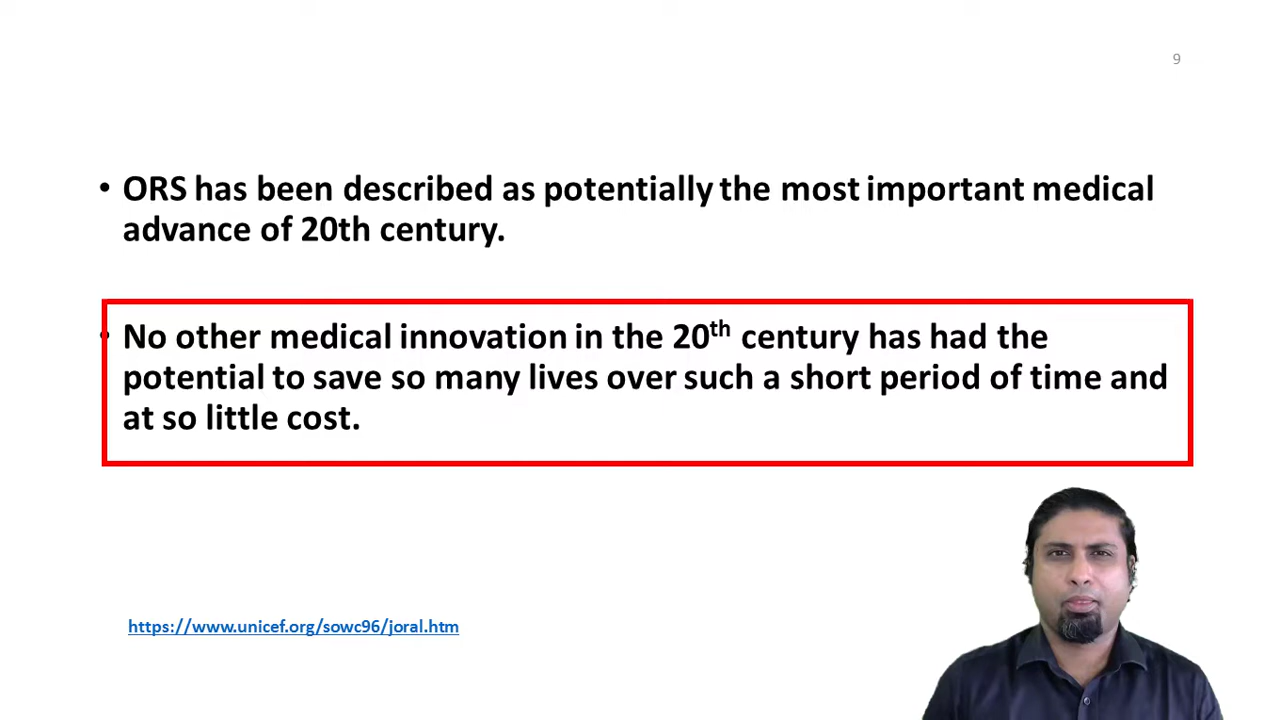 9
• ORS has been described as potentially the most important medical
advance of 20th century.
• No other medical innovation in the 20th century has had the
potential to save so many lives over such a short period of time and
at so little cost.
https://www.unicef.org/sowc96/joral.htm